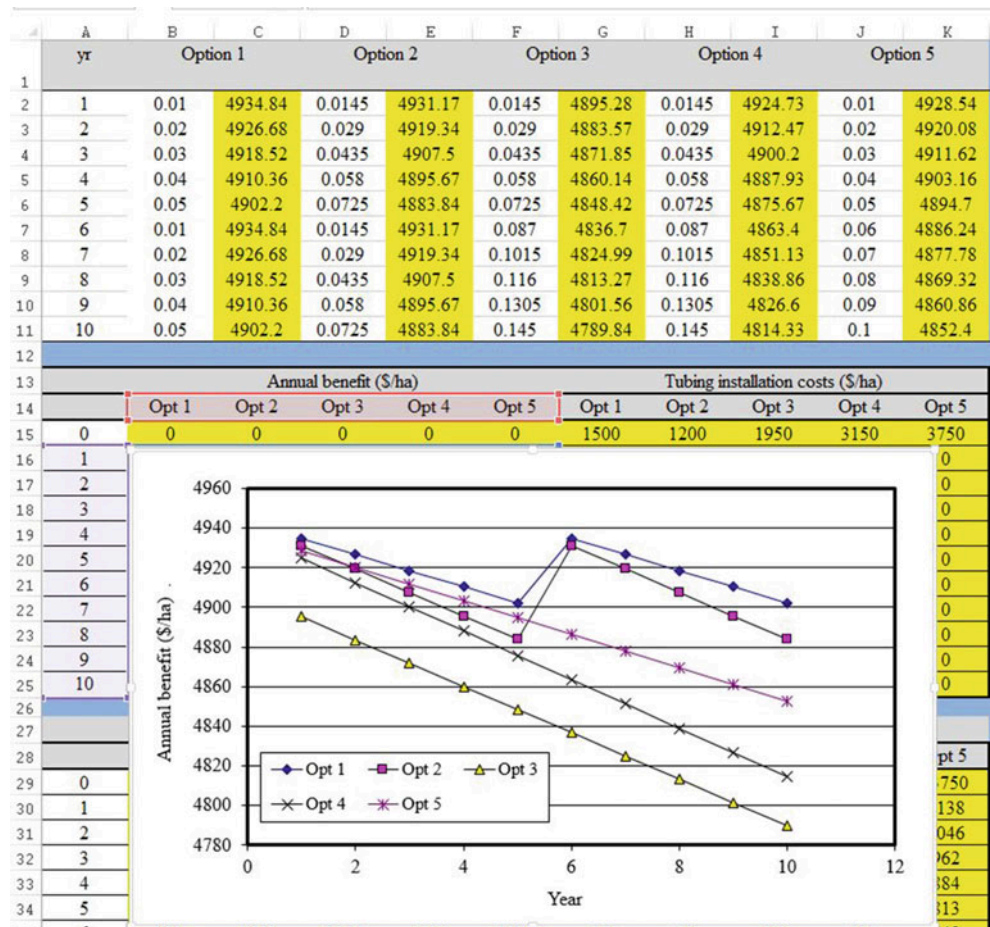 A B C D E F G H I J K
yr Option 1 Option 2 Option 3 Option 4 Option 5
1
2 1 0.01 4934.84 0.0145 4931.17 0.0145 4895.28 0.0145 4924.73 0.01 4928.54
3 2 0.02 4926.68 0.029 4919.34 0.029 4883.57 0.029 4912.47 0.02 4920.08
4 3 0.03 4918.52 0.0435 4907.5 0.0435 4871.85 0.0435 4900.2 0.03 4911.62
5 4 0.04 4910.36 0.058 4895.67 0.058 4860.14 0.058 4887.93 0.04 4903.16
6 5 0.05 4902.2 0.0725 4883.84 0.0725 4848.42 0.0725 4875.67 0.05 4894.7
7 6 0.01 4934.84 0.0145 4931.17 0.087 4836.7 0.087 4863.4 0.06 4886.24
8 7 0.02 4926.68 0.029 4919.34 0.1015 4824.99 0.1015 4851.13 0.07 4877.78
9 8 0.03 4918.52 0.0435 4907.5 0.116 4813.27 0.116 4838.86 0.08 4869.32
10 9 0.04 4910.36 0.058 4895.67 0.1305 4801.56 0.1305 4826.6 0.09 4860.86
11 10 0.05 4902.2 0.0725 4883.84 0.145 4789.84 0.145 4814.33 0.1 4852.4
12
13 Annual benefit ($/ha) Tubing installation costs ($/ha)
14 Opt 1 Opt 2 Opt 3 Opt 4 Opt 5 Opt 1 Opt 2 Opt 3 Opt 4 Opt 5
15 0 0 0 0 0 0 1500 1200 1950 3150 3750
16 1 0
17 2 0
18 3 0
19 4 0
20 5 0
21 6 0
22 7 0
23 8 0
24 9 0
25 10 0
26
27
28 pt 5
29 0 750
30 1 138
31 2 046
32 3 962
33 4 884
34 5 813
4960
4940
4920
4900
4880
4860
4840
4820
4800
4780
Annual benefit ($/ha) .
Opt 1 Opt 2 Opt 3
Opt 4 Opt 5
0 2 4 6 8 10 12
Year